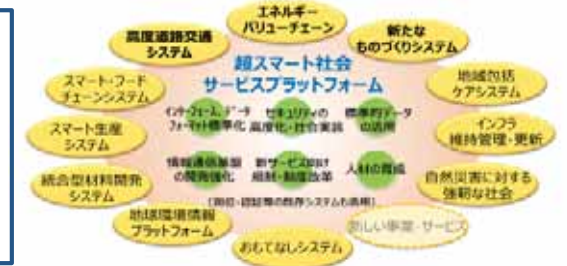 エネルギー
バリューチェーン
高度道路交通
システム
新たな
ものづくりシステム
超スマート社会
サービスプラットフォーム
スマート・フード
チェーンシステム
地域包括
ケアシステム
インターフェース、データ
フォーマット標準化
セキュリティの
高度化・社会実装
標準的データ
の活用
スマート生産
システム
インフラ
維持管理・更新
情報通信基盤
の開発強化
新サービス向け
規制・制度改革
人材の育成
統合型材料開発
システム
自然災害に対する
強靭な社会
地球環境情報
プラットフォーム
おもてなしシステム
新しい事業・サービス